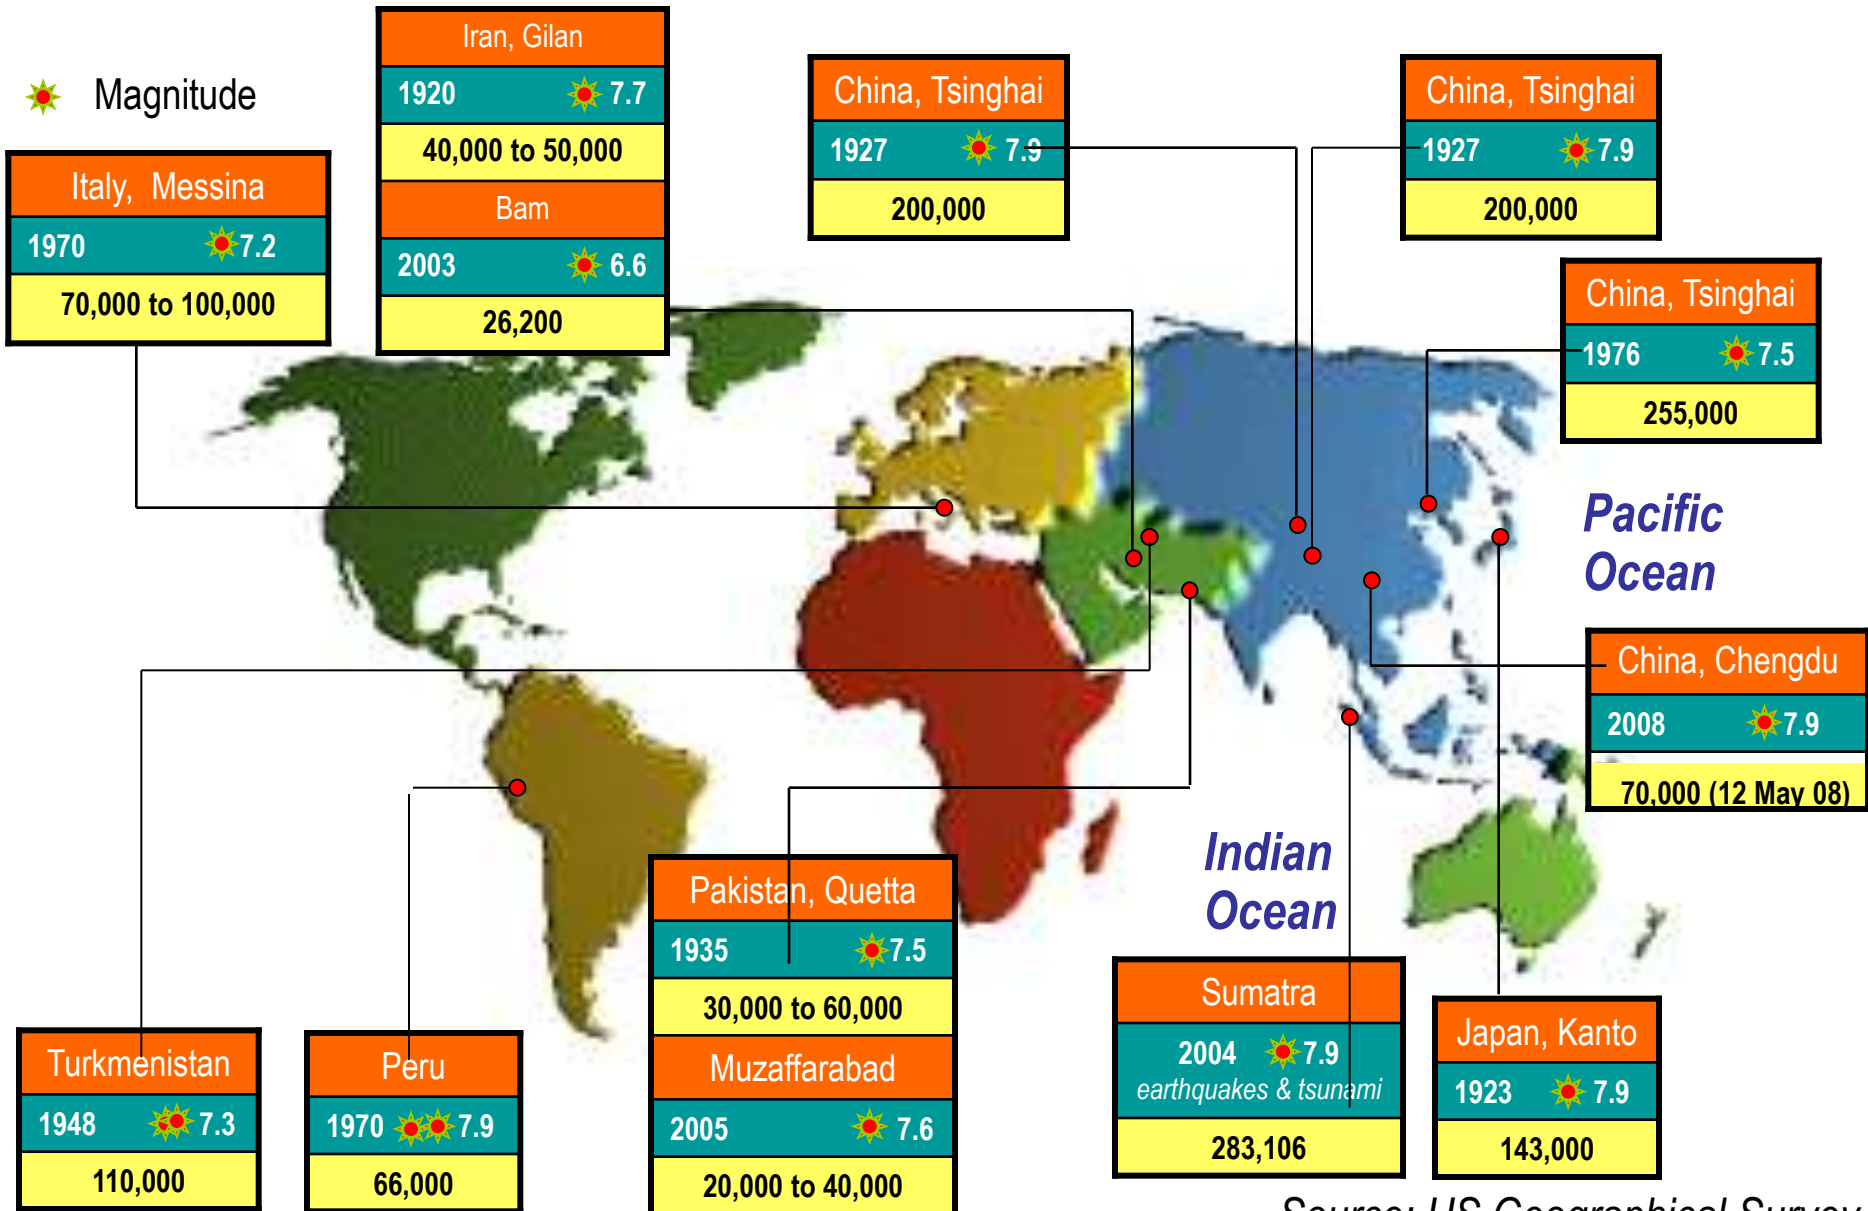 Magnitude
Italy, Messina
1970 7.2
70,000 to 100,000
Iran, Gilan
1920 7.7
40,000 to 50,000
Bam
2003 6.6
26,200
China, Tsinghai
1927 7.9
200,000
China, Tsinghai
1927 7.9
200,000
China, Tsinghai
1976 7.5
255,000
Pacific
Ocean
China, Chengdu
2008 7.9
70,000 (12 May 08)
Indian
Ocean
Turkmenistan
1948 7.3
110,000
Peru
1970 7.9
66,000
Pakistan, Quetta
1935 7.5
30,000 to 60,000
Muzaffarabad
2005 7.6
20,000 to 40,000
Sumatra
2004 7.9
earthquakes & tsunami
283,106
Japan, Kanto
1923 7.9
143,000
Source: US Geographical Survey